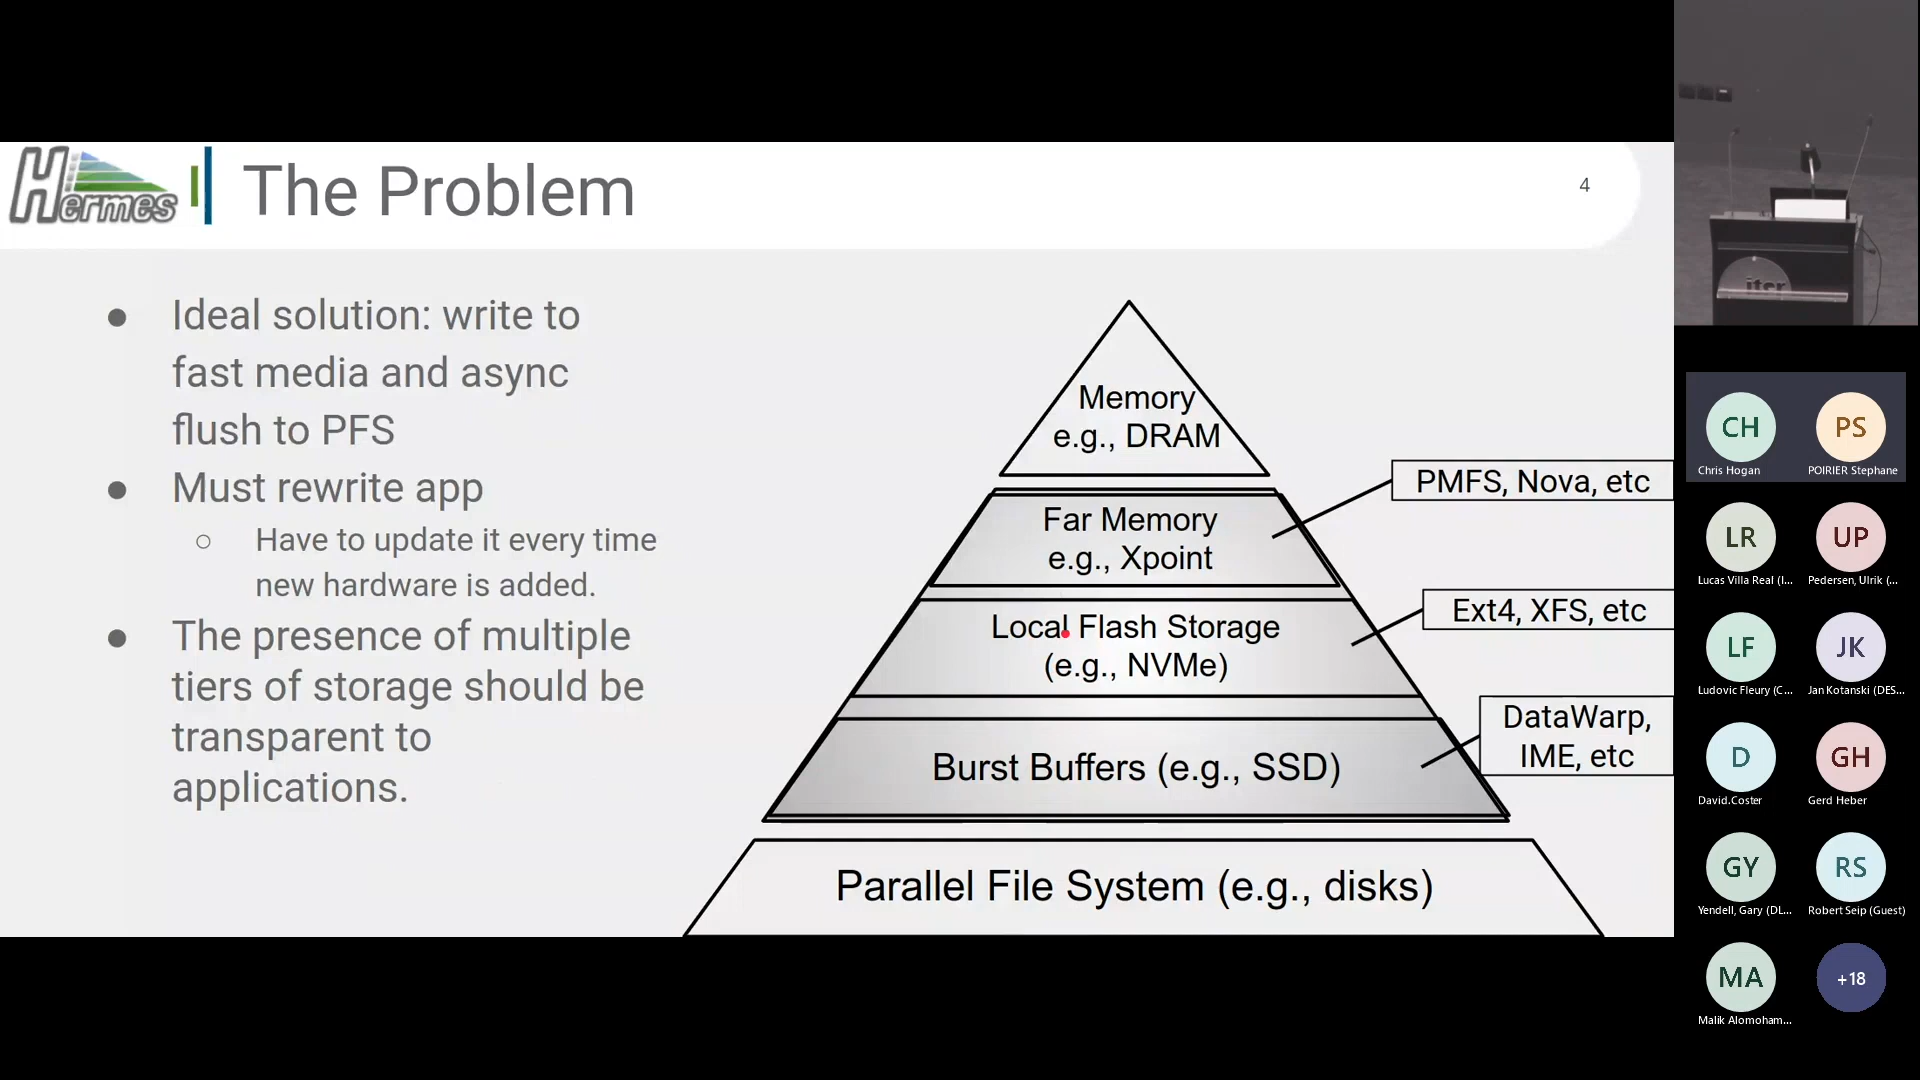 Hermes
The Problem
4
Ideal solution: write to
fast media and async
flush to PFS
Must rewrite app
Have to update it every time
new hardware is added.
The presence of multiple
tiers of storage should be
transparent to
applications.
Memory
e.g., DRAM
Far Memory
e.g., Xpoint
Local Flash Storage
(e.g., NVMe)
Burst Buffers (e.g., SSD)
Parallel File System (e.g., disks)
PMFS, Nova, etc
Ext4, XFS, etc
DataWarp,
IME, etc
iter
CH
Chris Hogan
PS
POIRIER Stephane
LR
Lucas Villa Real (I...
UP
Pedersen, Ulrik (...
LF
Ludovic Fleury (C...
JK
Jan Kotanski (DES...
D
David.Coster
GH
Gerd Heber
GY
Yendell, Gary (DL...
RS
Robert Seip (Guest)
MA
Malik Alomoham...
+18